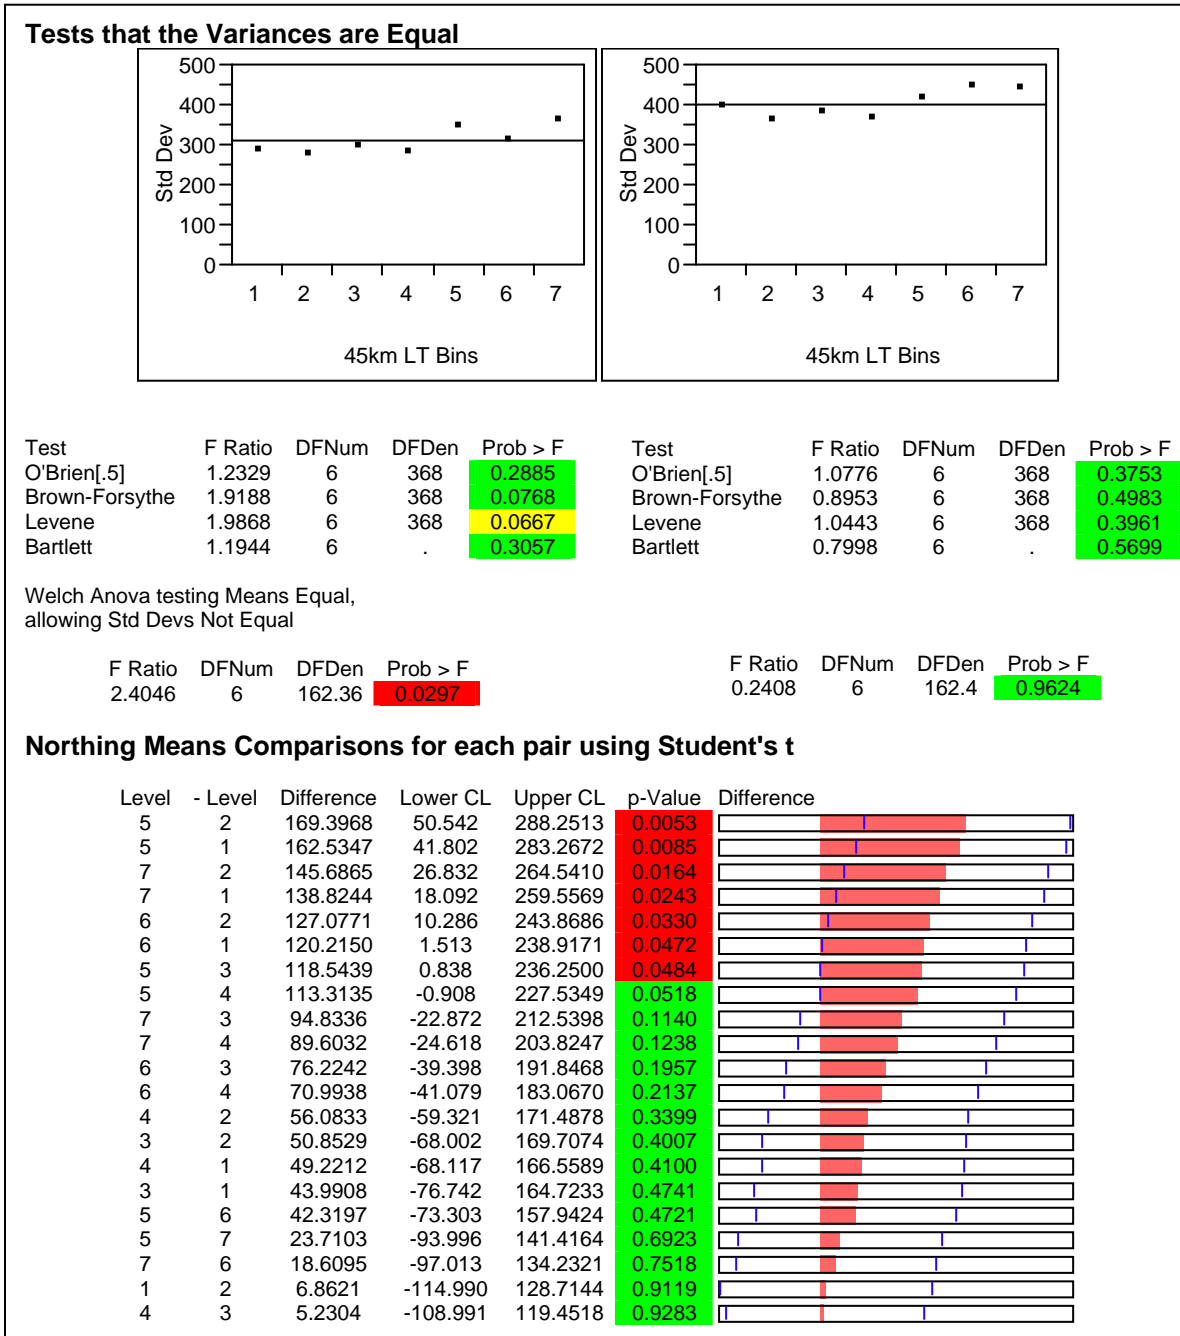 Tests that the Variances are Equal
500
400
300
200
100
0
Std Dev
1 2 3 4 5 6 7
45km LT Bins
500
400
300
200
100
0
Std Dev
1 2 3 4 5 6 7
45km LT Bins
Test F Ratio DFNum DFDen Prob > F
O'Brien[.5] 1.2329 6 368 0.2885
Brown-Forsythe 1.9188 6 368 0.0768
Levene 1.9868 6 368 0.0667
Bartlett 1.1944 6 . 0.3057
Test F Ratio DFNum DFDen Prob > F
O'Brien[.5] 1.0776 6 368 0.3753
Brown-Forsythe 0.8953 6 368 0.4983
Levene 1.0443 6 368 0.3961
Bartlett 0.7998 6 . 0.5699
Welch Anova testing Means Equal,
allowing Std Devs Not Equal
F Ratio DFNum DFDen Prob > F
2.4046 6 162.36 0.0297
F Ratio DFNum DFDen Prob > F
0.2408 6 162.4 0.9624
Northing Means Comparisons for each pair using Student's t
Level - Level Difference Lower CL Upper CL p-Value Difference
5 2 169.3968 50.542 288.2513 0.0053
5 1 162.5347 41.802 283.2672 0.0085
7 2 145.6865 26.832 264.5410 0.0164
7 1 138.8244 18.092 259.5569 0.0243
6 2 127.0771 10.286 243.8686 0.0330
6 1 120.2150 1.513 238.9171 0.0472
5 3 118.5439 0.838 236.2500 0.0484
5 4 113.3135 -0.908 227.5349 0.0518
7 3 94.8336 -22.872 212.5398 0.1140
7 4 89.6032 -24.618 203.8247 0.1238
6 3 76.2242 -39.398 191.8468 0.1957
6 4 70.9938 -41.079 183.0670 0.2137
4 2 56.0833 -59.321 171.4878 0.3399
3 2 50.8529 -68.002 169.7074 0.4007
4 1 49.2212 -68.117 166.5589 0.4100
3 1 43.9908 -76.742 164.7233 0.4741
5 6 42.3197 -73.303 157.9424 0.4721
5 7 23.7103 -93.996 141.4164 0.6923
7 6 18.6095 -97.013 134.2321 0.7518
1 2 6.8621 -114.990 128.7144 0.9119
4 3 5.2304 -108.991 119.4518 0.9283